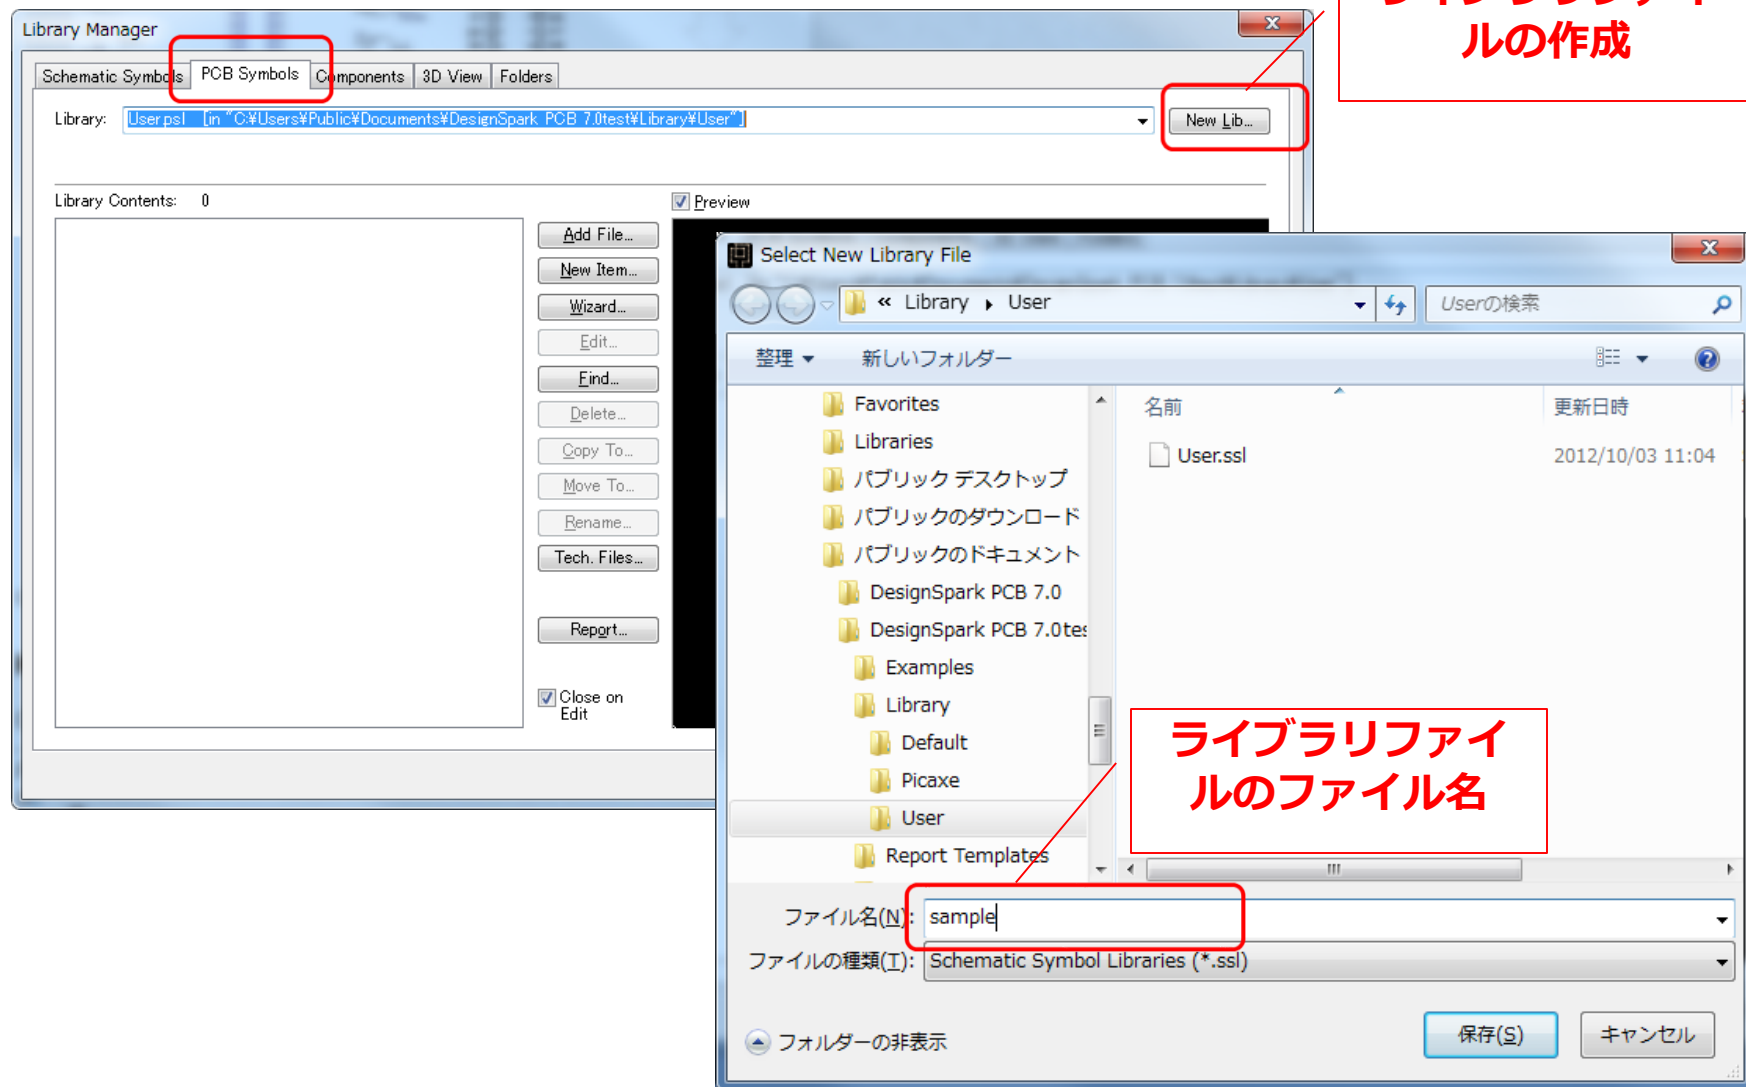 ルの作成
Library Manager
Schematic Symbols PCB Symbols Components 3D View Folders
Library: User.psl [in "C:¥Users¥Public¥Documents¥DesignSpark PCB 7.0test¥Library¥User"] New Lib...
Library Contents: 0
Preview
Add File...
New Item...
Wizard...
Edit...
Find...
Delete...
Copy To...
Move To...
Rename...
Tech. Files...
Report...
Close on
Edit
Select New Library File
« Library ▸ User
Userの検索
整理 新しいフォルダー
Favorites
Libraries
パブリック デスクトップ
パブリックのダウンロード
パブリックのドキュメント
DesignSpark PCB 7.0
DesignSpark PCB 7.0tes
Examples
Library
Default
Picaxe
User
Report Templates
名前 更新日時
User.ssl 2012/10/03 11:04
ライブラリファイ
ルのファイル名
ファイル名(N): sample
ファイルの種類(T): Schematic Symbol Libraries (*.ssl)
フォルダーの非表示
保存(S) キャンセル